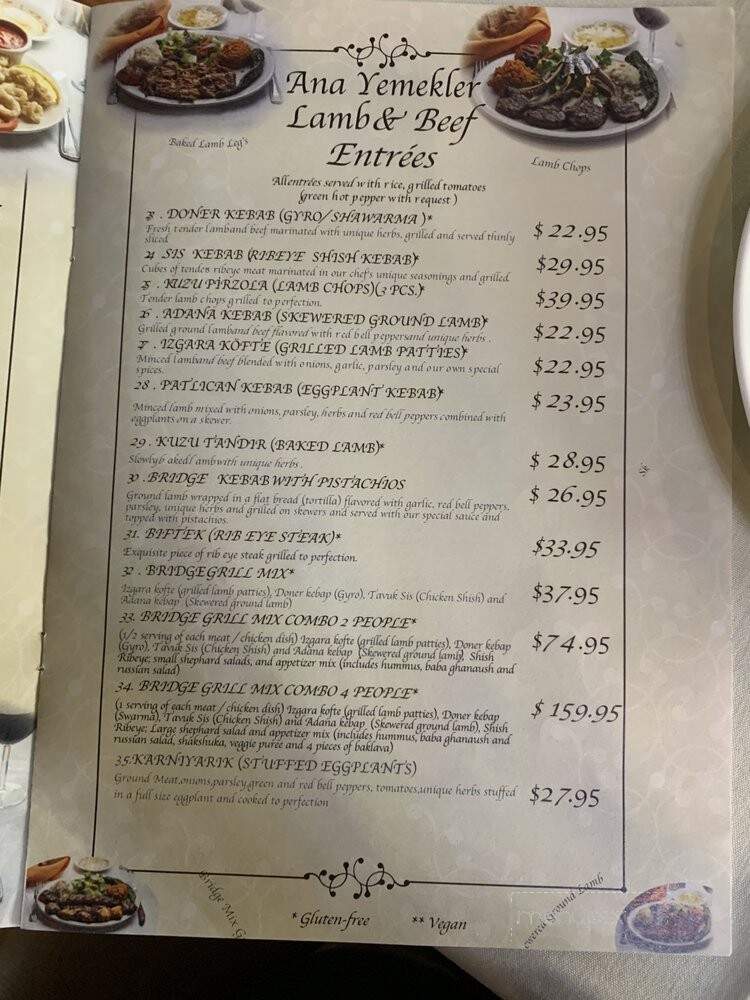 Ana Yemekler
Lamb & Beef
Entrées
Baked Lamb Leg's
Lamb Chops
All entrées served with rice, grilled tomatoes
(green hot pepper with request )
23 . DONER KEBAB (GYRO/ SHAWARMA )*
Fresh tender lamb and beef marinated with unique herbs, grilled and served thinly
sliced
$ 22.95
24 . SIS KEBAB (RIBEYE SHISH KEBAB)*
Cubes of tender ribeye meat marinated in our chef's unique seasonings and grilled.
$29.95
25 . KUZU PİRZOLA (LAMB CHOPS)(3 PCS.)*
Tender lamb chops grilled to perfection.
$39.95
26 . ADANA KEBAB (SKEWERED GROUND LAMB)*
Grilled ground lamb and beef flavored with red bell peppers and unique herbs .
$22.95
27 . IZGARA KÖFTE (GRILLED LAMB PATTIES)*
Minced lamb and beef blended with onions, garlic, parsley and our own special
spices.
$22.95
28 . PATLICAN KEBAB (EGGPLANT KEBAB)*
Minced lamb mixed with onions, parsley, herbs and red bell peppers combined with
eggplants on a skewer.
$ 23.95
29 . KUZU TANDIR (BAKED LAMB)*
Slowly baked lamb with unique herbs .
$ 28.95
30 . BRIDGE KEBAB WITH PISTACHIOS
Ground lamb wrapped in a flat bread (tortilla) flavored with garlic, red bell peppers,
parsley, unique herbs and grilled on skewers and served with our special sauce and
topped with pistachios.
$ 26.95
31. BIFTEK (RIB EYE STEAK)*
Exquisite piece of rib eye steak grilled to perfection.
$33.95
32 . BRIDGE GRILL MIX*
Izgara kofte (grilled lamb patties), Doner kebap (Gyro), Tavuk Sis (Chicken Shish) and
Adana kebap (Skewered ground lamb)
$37.95
33. BRIDGE GRILL MIX COMBO 2 PEOPLE*
(1/2 serving of each meat / chicken dish) Izgara kofte (grilled lamb patties), Doner kebap
(Gyro), Tavuk Sis (Chicken Shish) and Adana kebap (Skewered ground lamb), Shish
Ribeye; small shephard salads, and appetizer mix (includes hummus, baba ghanaush and
russian salad)
$74.95
34. BRIDGE GRILL MIX COMBO 4 PEOPLE*
(1 serving of each meat / chicken dish) Izgara kofte (grilled lamb patties), Doner kebap
(Swarma), Tavuk Sis (Chicken Shish) and Adana kebap (Skewered ground lamb), Shish
Ribeye; Large shephard salad and appetizer mix (includes hummus, baba ghanaush and
russian salad, shakshuka, veggie puree and 4 pieces of baklava)
$ 159.95
35.KARNIYARIK (STUFFED EGGPLANTS)
Ground Meat,onions,parsley,green and red bell peppers, tomatoes,unique herbs stuffed
in a full size eggplant and cooked to perfection
$27.95
Bridge Mix G
* Gluten-free
** Vegan
ewered Ground Lamb